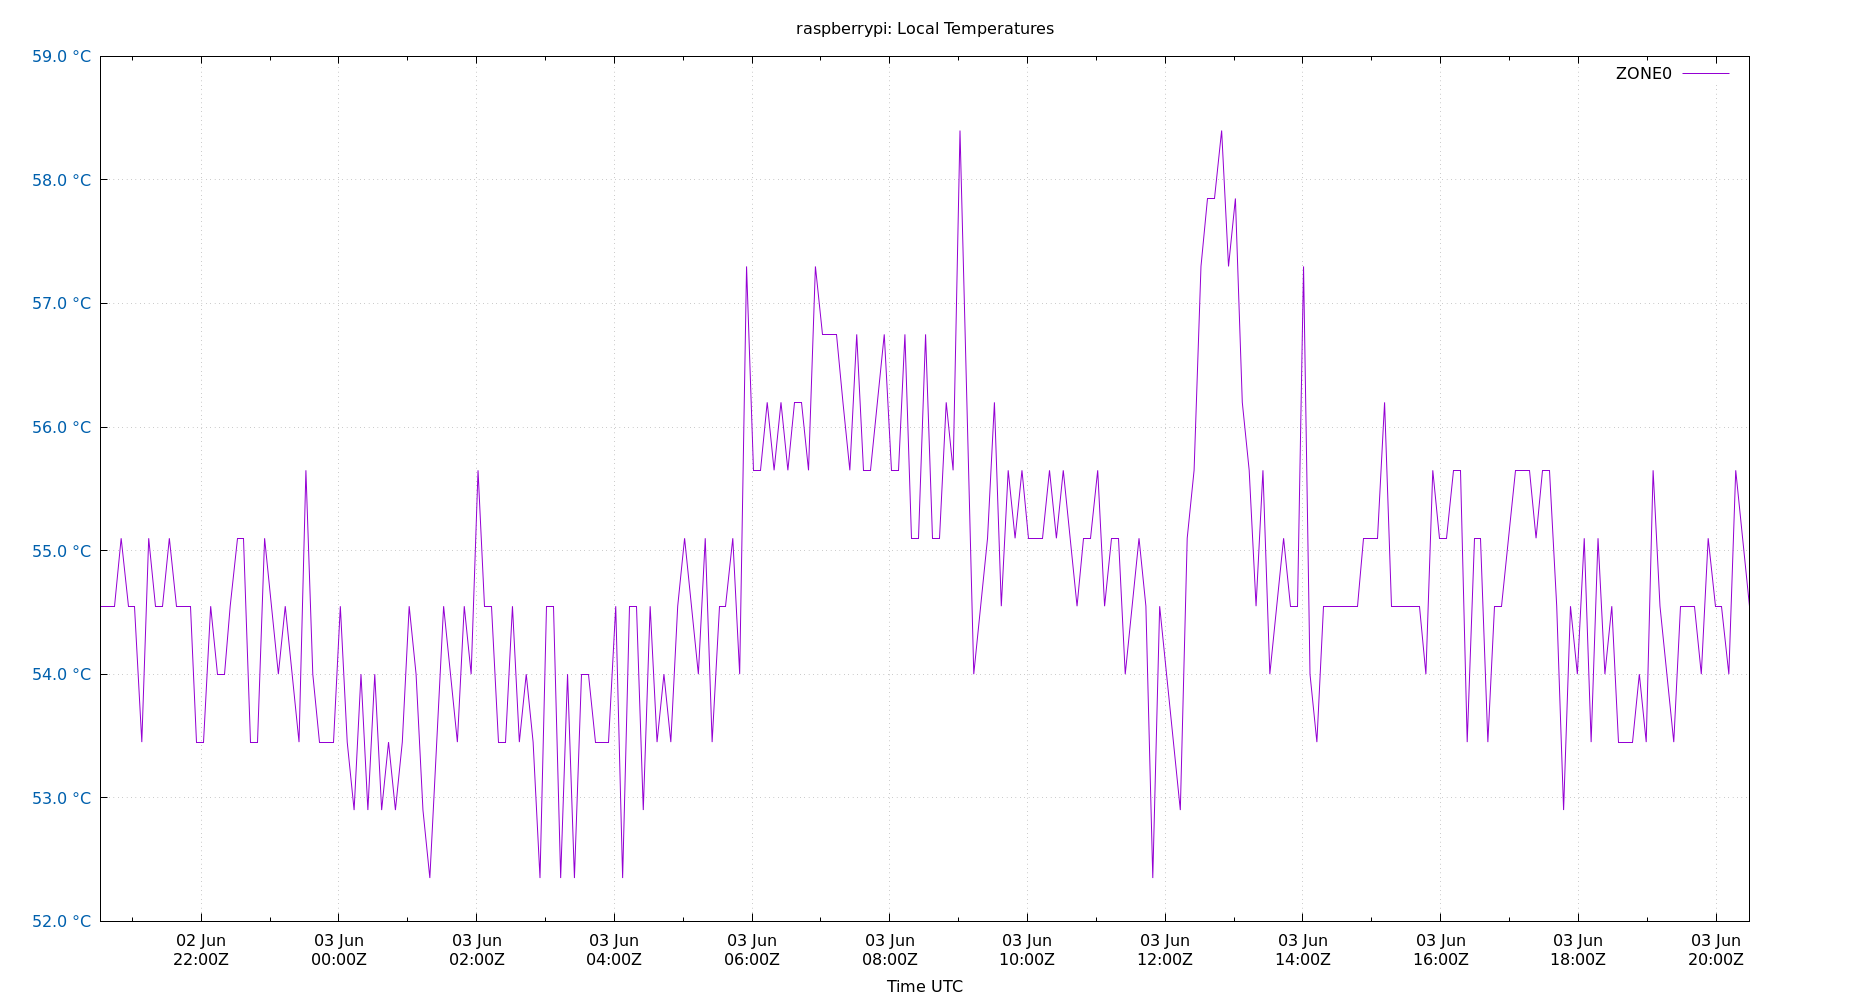 raspberrypi: Local Temperatures
59.0 °C
ZONE0
58.0 °C
57.0 °C
56.0 °C
55.0 °C
54.0 °C
53.0 °C
52.0 °C
02 Jun 03 Jun 03 Jun 03 Jun 03 Jun 03 Jun 03 Jun 03 Jun 03 Jun 03 Jun 03 Jun 03 Jun
22:00Z 00:00Z 02:00Z 04:00Z 06:00Z 08:00Z 10:00Z 12:00Z 14:00Z 16:00Z 18:00Z 20:00Z
Time UTC